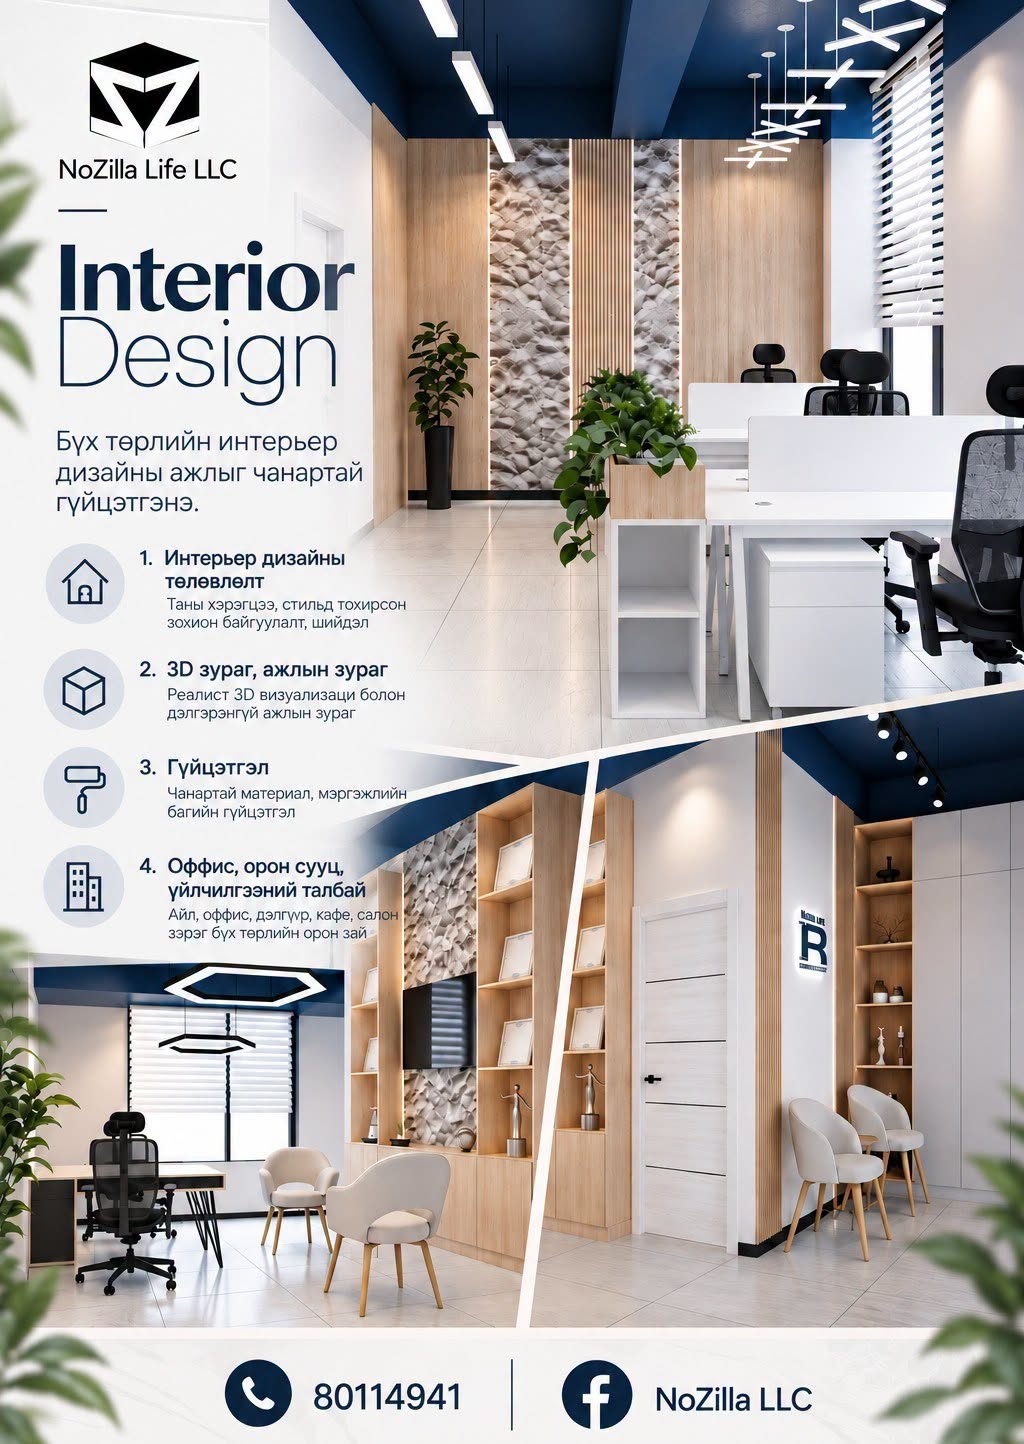 NoZilla Life LLC
Interior
Design
Бүх төрлийн интерьер
дизайны ажлыг чанартай
гүйцэтгэнэ.
1. Интерьер дизайны
төлөвлөлт
Таны хэрэгцээ, стильд тохирсон
зохион байгуулалт, шийдэл
2. 3D зураг, ажлын зураг
Реалист 3D визуализаци болон
дэлгэрэнгүй ажлын зураг
3. Гүйцэтгэл
Чанартай материал, мэргэжлийн
багийн гүйцэтгэл
4. Оффис, орон сууц,
үйлчилгээний талбай
Айл, оффис, дэлгүүр, кафе, салон
зэрэг бүх төрлийн орон зай
R
80114941
NoZilla LLC